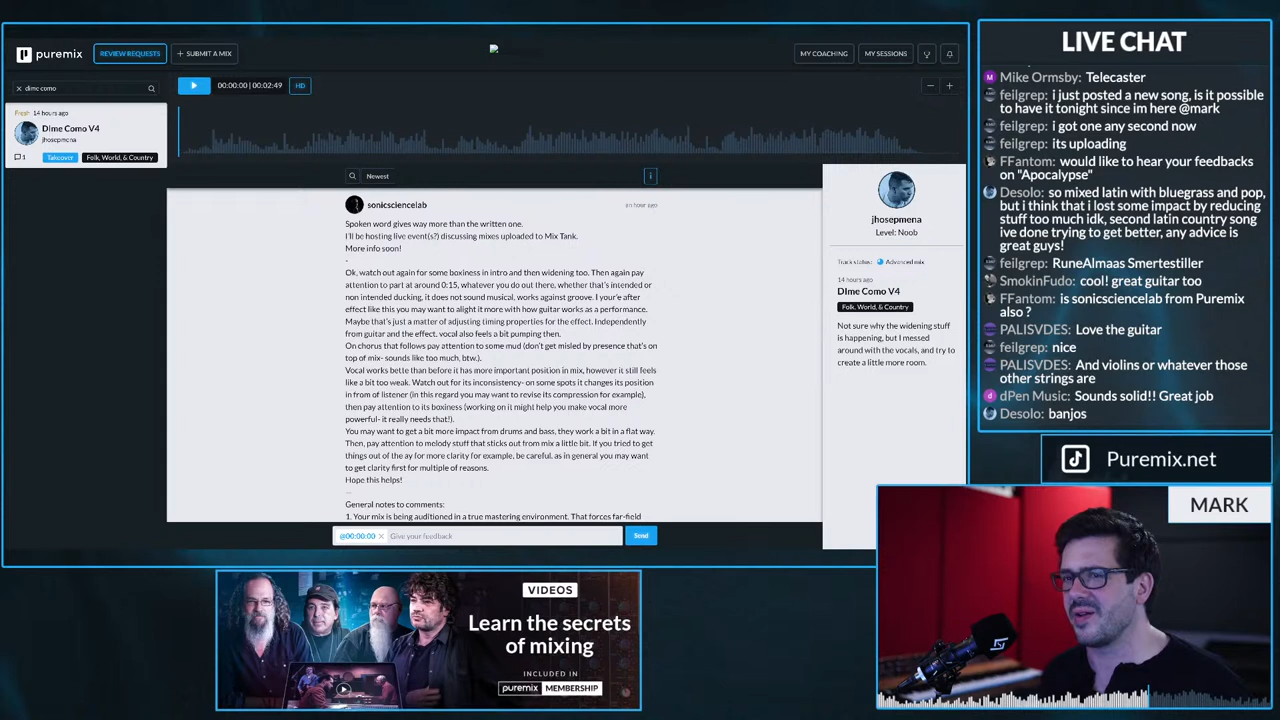 puremix
REVIEW REQUESTS
+ SUBMIT A MIX
MY COACHING
MY SESSIONS
dime como
00:00:00 | 00:02:49
HD
Fresh 14 hours ago
DIme Como V4
jhosepmena
1
Takeover
Folk, World, & Country
Newest
sonicsciencelab
an hour ago
Spoken word gives way more than the written one.
I'll be hosting live event(s?) discussing mixes uploaded to Mix Tank.
More info soon!
-
Ok, watch out again for some boxiness in intro and then widening too. Then again pay
attention to part at around 0:15, whatever you do out there, whether that's intended or
non intended ducking, it does not sound musical, works against groove. I your'e after
effect like this you may want to alight it more with how guitar works as a performance.
Maybe that's just a matter of adjusting timing properties for the effect. Independently
from guitar and the effect. vocal also feels a bit pumping then.
On chorus that follows pay attention to some mud (don't get misled by presence that's on
top of mix- sounds like too much, btw.).
Vocal works bette than before it has more important position in mix, however it still feels
like a bit too weak. Watch out for its inconsistency- on some spots it changes its position
in from of listener (in this regard you may want to revise its compression for example),
then pay attention to its boxiness (working on it might help you make vocal more
powerful- it really needs that!).
You may want to get a bit more impact from drums and bass, they work a bit in a flat way.
Then, pay attention to melody stuff that sticks out from mix a little bit. If you tried to get
things out of the ay for more clarity for example, be careful. as in general you may want
to get clarity first for multiple of reasons.
Hope this helps!
General notes to comments:
1. Your mix is being auditioned in a true mastering environment. That forces far-field
@00:00:00
Give your feedback
Send
jhosepmena
Level: Noob
Track status: Advanced mix
14 hours ago
DIme Como V4
Folk, World, & Country
Not sure why the widening stuff
is happening, but I messed
around with the vocals, and try to
create a little more room.
LIVE CHAT
Mike Ormsby: Telecaster
feilgrep: i just posted a new song, is it possible
to have it tonight since im here @mark
feilgrep: i got one any second now
feilgrep: its uploading
FFantom: would like to hear your feedbacks
on "Apocalypse"
Desolo: so mixed latin with bluegrass and pop,
but i think that i lost some impact by reducing
stuff too much idk, second latin country song
ive done trying to get better, any advice is
great guys!
feilgrep: RuneAlmaas Smertestiller
SmokinFudo: cool! great guitar too
FFantom: is sonicsciencelab from Puremix
also ?
PALISVDES: Love the guitar
feilgrep: nice
PALISVDES: And violins or whatever those
other strings are
dPen Music: Sounds solid!! Great job
Desolo: banjos
Puremix.net
MARK
VIDEOS
Learn the secrets
of mixing
INCLUDED IN
puremix MEMBERSHIP